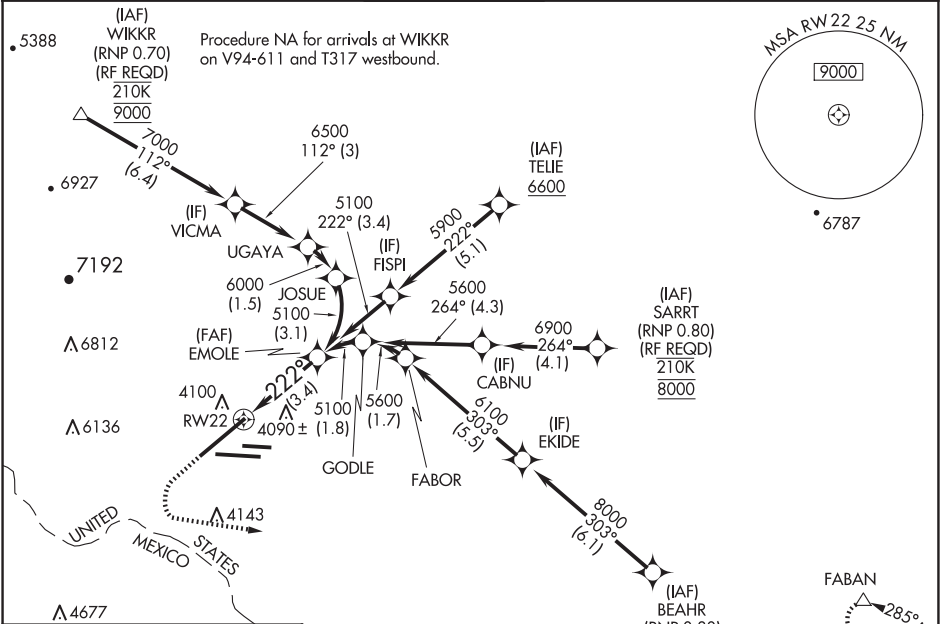 (IAF)
WIKKR
(RNP 0.70)
(RF REQD)
210K
9000
5388
Procedure NA for arrivals at WIKKR
on V94-611 and T317 westbound.
MSA RW22 25 NM
9000
7000
112°
(6.4)
6500
112° (3)
(IAF)
TELIE
6600
6927
(IF)
VICMA
5100
222° (3.4)
5900
222°
(5.1)
6787
UGAYA
(IF)
FISPI
7192
6000
(1.5)
JOSUE
5100
(3.1)
5600
264° (4.3)
6900
264°
(4.1)
(IAF)
SARRT
(RNP 0.80)
(RF REQD)
210K
8000
6812
(FAF)
EMOLE
(IF)
CABNU
222°
(3.4)
4100
RW22
4090±
5100
(1.8)
5600
(1.7)
6100
303°
(5.5)
6136
(IF)
EKIDE
GODLE
FABOR
4143
8000
303°
(6.1)
UNITED STATES
MEXICO
(IAF)
BEAHR
FABAN
285°
4677